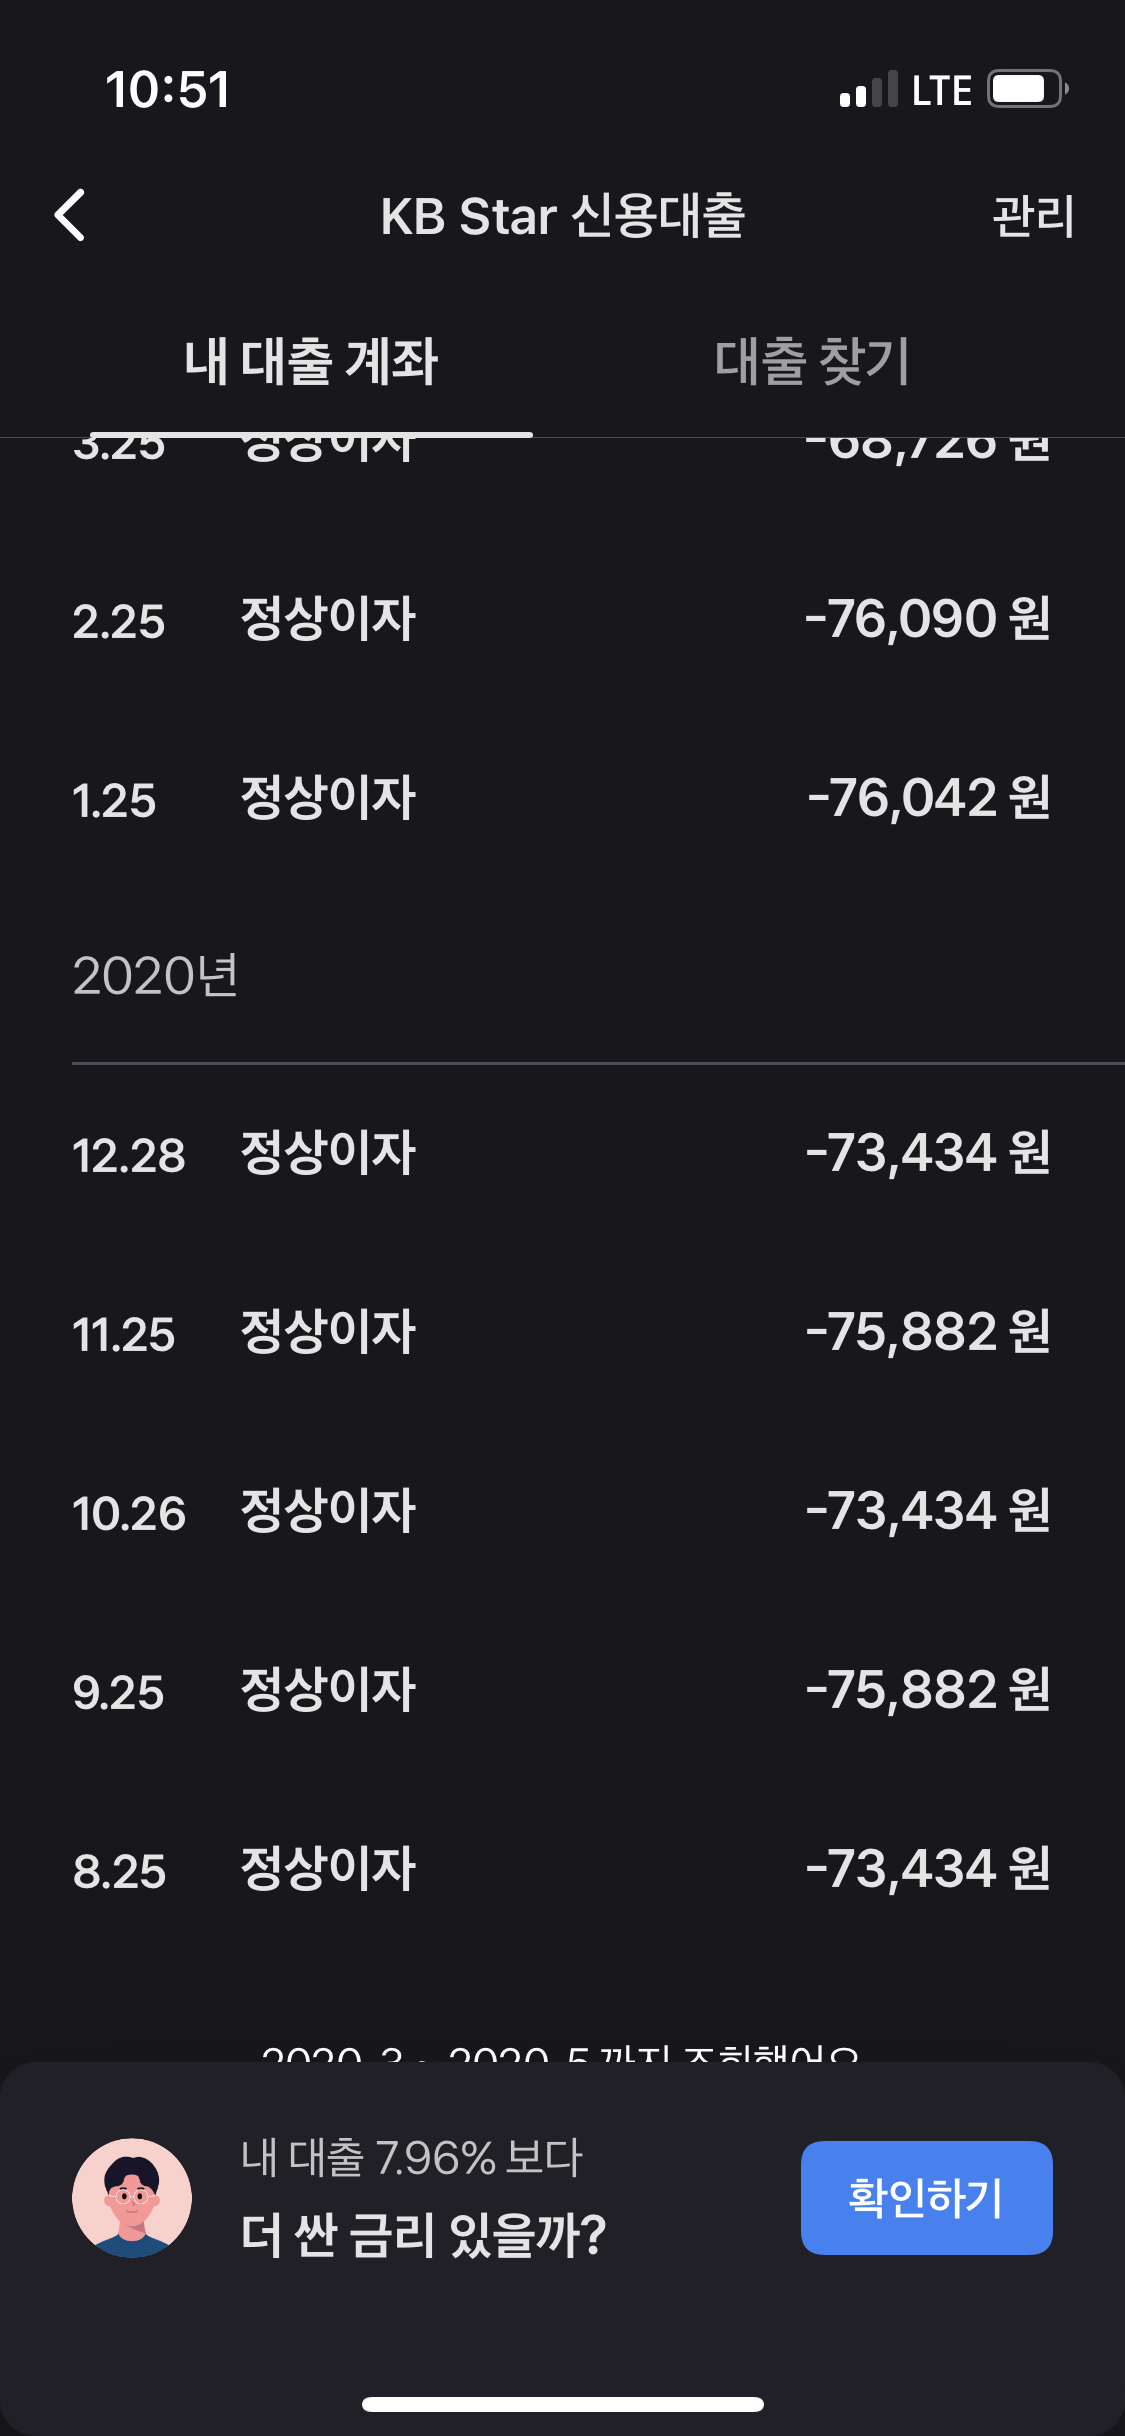 10:51
LTE
KB Star 신용대출
관리
내 대출 계좌
대출 찾기
3.25 정상이자 -68,726 원
2.25 정상이자 -76,090 원
1.25 정상이자 -76,042 원
2020년
12.28 정상이자 -73,434 원
11.25 정상이자 -75,882 원
10.26 정상이자 -73,434 원
9.25 정상이자 -75,882 원
8.25 정상이자 -73,434 원
2020. 3 ~ 2020. 5 까지 조회했어요
내 대출 7.96% 보다
더 싼 금리 있을까?
확인하기